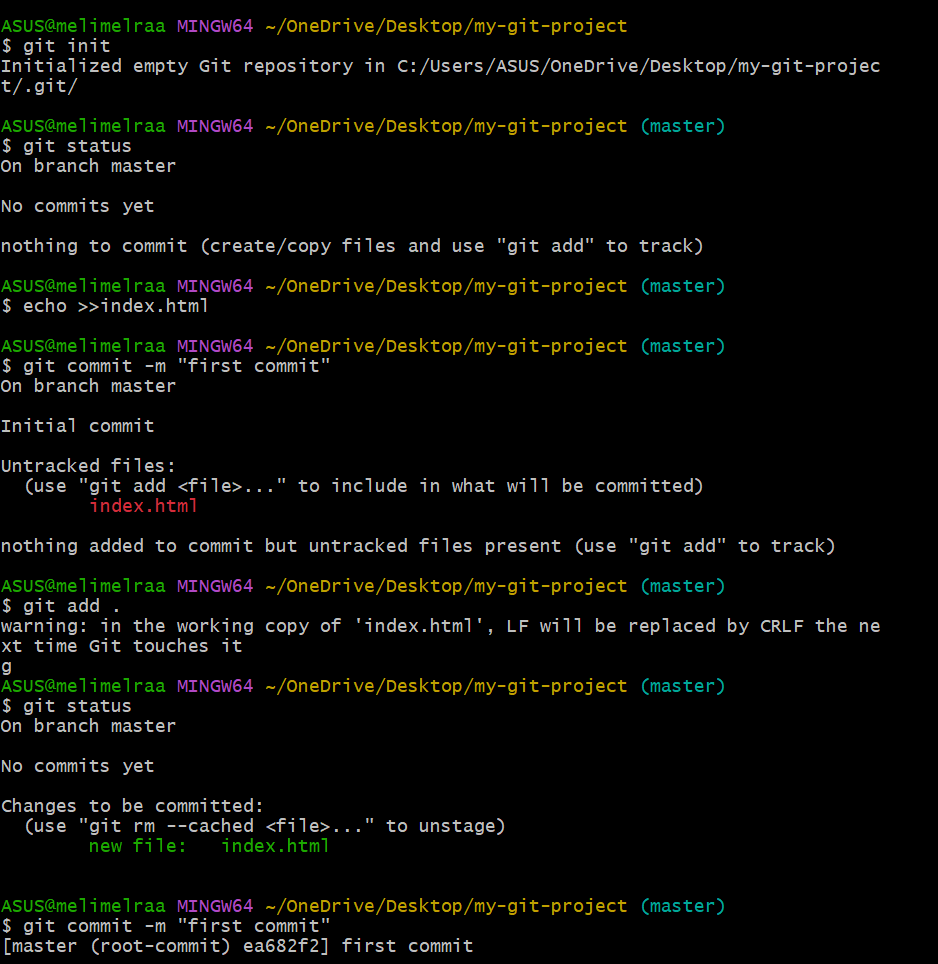 ASUS@melimelraa MINGW64 ~/OneDrive/Desktop/my-git-project
$ git init
Initialized empty Git repository in C:/Users/ASUS/OneDrive/Desktop/my-git-projec
t/.git/
ASUS@melimelraa MINGW64 ~/OneDrive/Desktop/my-git-project (master)
$ git status
On branch master
No commits yet
nothing to commit (create/copy files and use "git add" to track)
ASUS@melimelraa MINGW64 ~/OneDrive/Desktop/my-git-project (master)
$ echo >>index.html
ASUS@melimelraa MINGW64 ~/OneDrive/Desktop/my-git-project (master)
$ git commit -m "first commit"
On branch master
Initial commit
Untracked files:
  (use "git add <file>..." to include in what will be committed)
        index.html
nothing added to commit but untracked files present (use "git add" to track)
ASUS@melimelraa MINGW64 ~/OneDrive/Desktop/my-git-project (master)
$ git add .
warning: in the working copy of 'index.html', LF will be replaced by CRLF the ne
xt time Git touches it
g
ASUS@melimelraa MINGW64 ~/OneDrive/Desktop/my-git-project (master)
$ git status
On branch master
No commits yet
Changes to be committed:
  (use "git rm --cached <file>..." to unstage)
        new file:   index.html
ASUS@melimelraa MINGW64 ~/OneDrive/Desktop/my-git-project (master)
$ git commit -m "first commit"
[master (root-commit) ea682f2] first commit